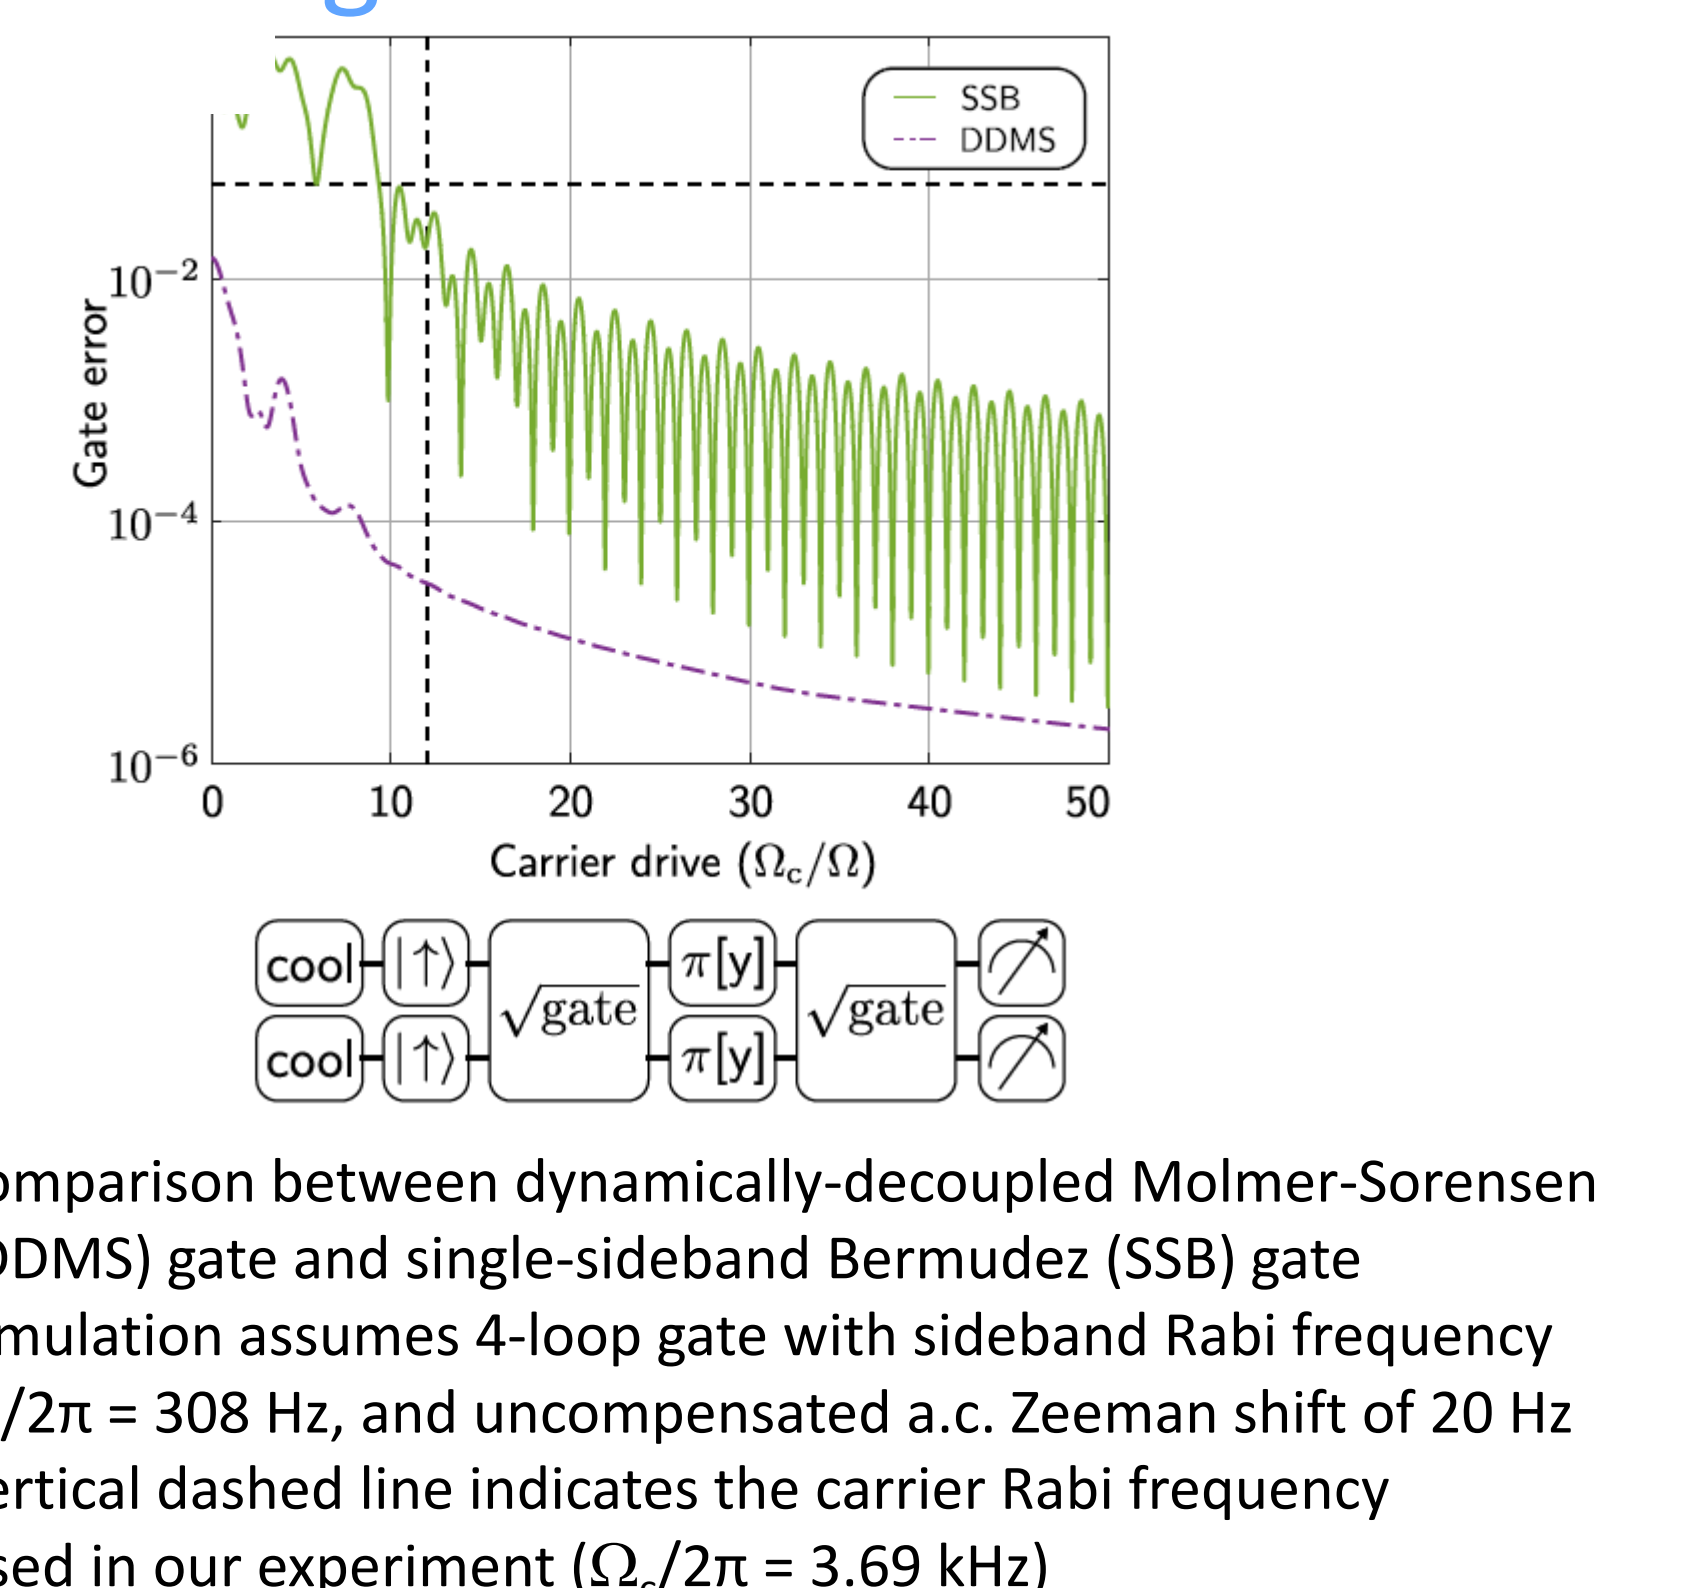 g
SSB
DDMS
10−2
10−4
10−6
Gate error
0 10 20 30 40 50
Carrier drive (Ωc/Ω)
cool |↑⟩ √gate π[y] √gate
cool |↑⟩ π[y]
omparison between dynamically-decoupled Molmer-Sorensen
DDMS) gate and single-sideband Bermudez (SSB) gate
mulation assumes 4-loop gate with sideband Rabi frequency
/2π = 308 Hz, and uncompensated a.c. Zeeman shift of 20 Hz
ertical dashed line indicates the carrier Rabi frequency
sed in our experiment (Ωc/2π = 3.69 kHz)